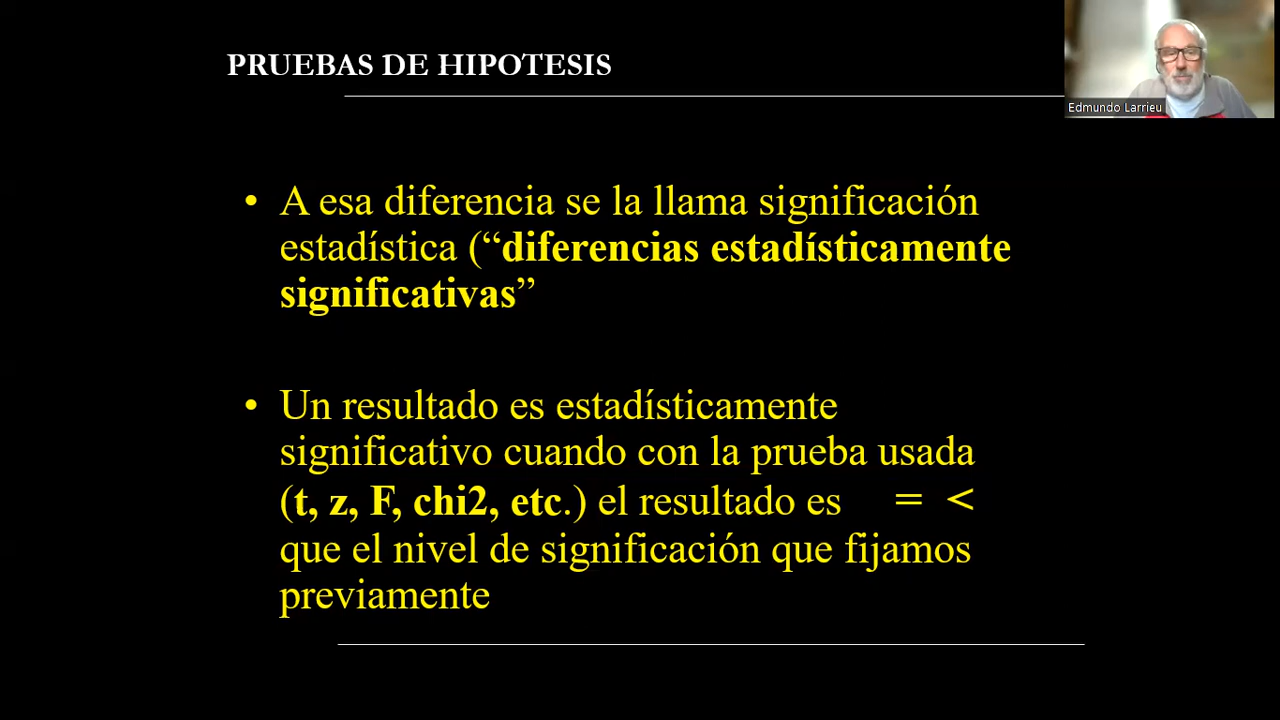 PRUEBAS DE HIPOTESIS
Edmundo Larrieu
• A esa diferencia se la llama significación
estadística (“diferencias estadísticamente
significativas”
• Un resultado es estadísticamente
significativo cuando con la prueba usada
(t, z, F, chi2, etc.) el resultado es = <
que el nivel de significación que fijamos
previamente